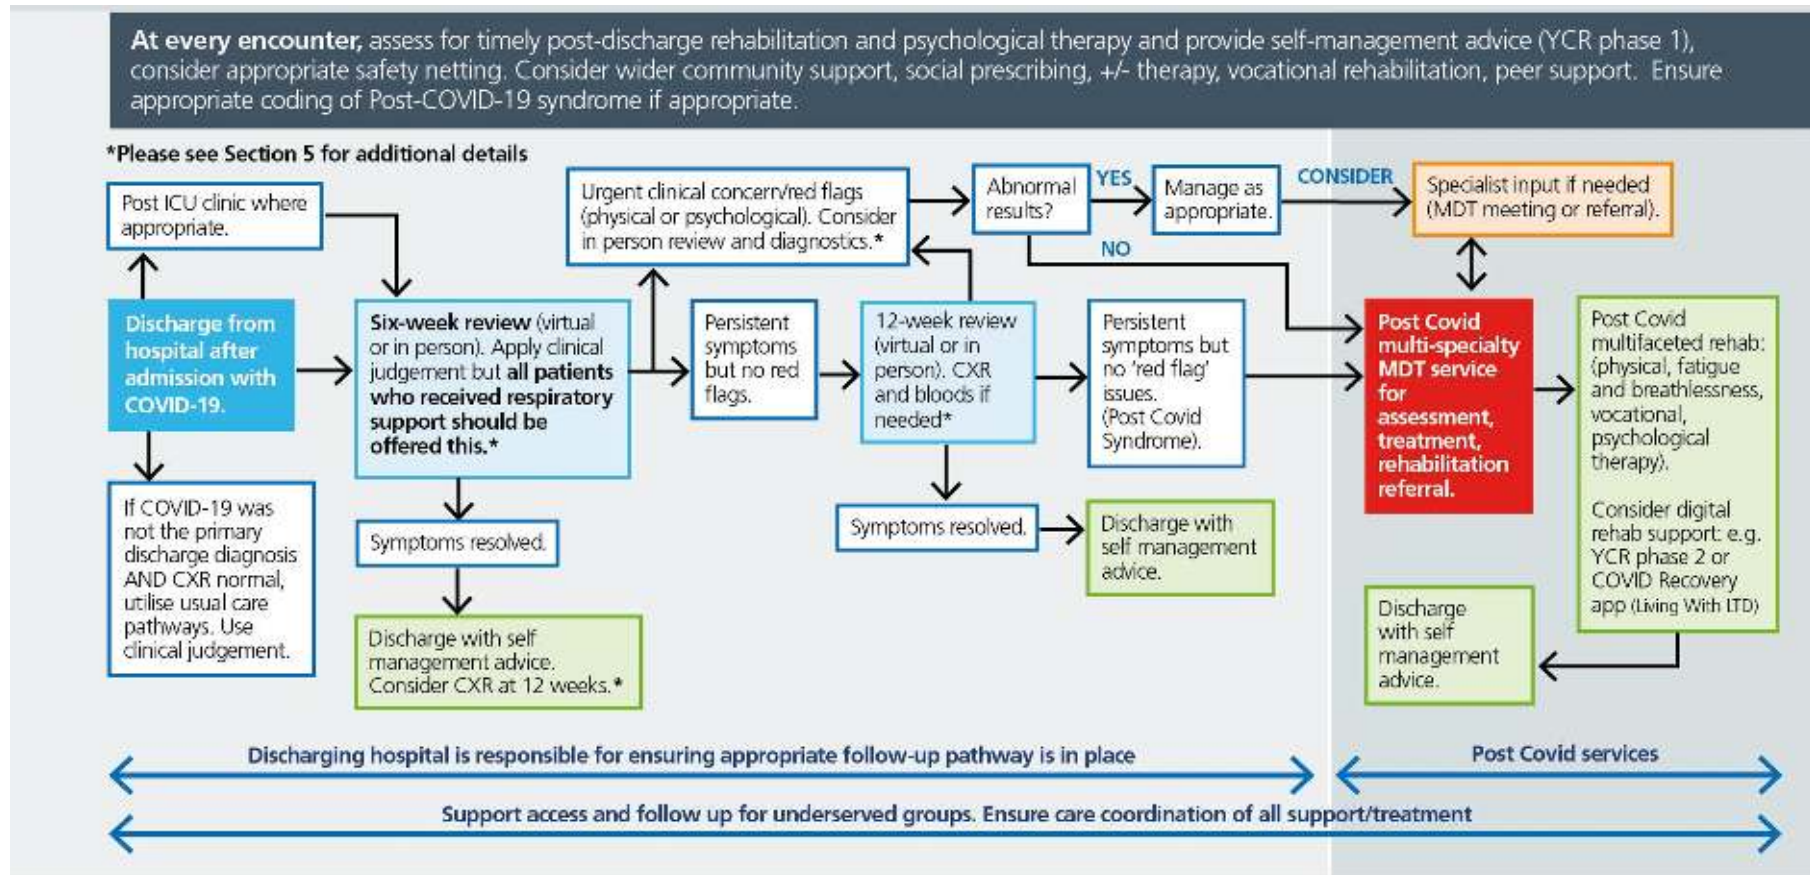 At every encounter, assess for timely post-discharge rehabilitation and psychological therapy and provide self-management advice (YCR phase 1),
consider appropriate safety netting. Consider wider community support, social prescribing, +/- therapy, vocational rehabilitation, peer support. Ensure
appropriate coding of Post-COVID-19 syndrome if appropriate.
*Please see Section 5 for additional details
Post ICU clinic where
appropriate.
Urgent clinical concern/red flags
(physical or psychological). Consider
in person review and diagnostics.*
Abnormal
results?
YES
NO
Manage as
appropriate.
CONSIDER
Specialist input if needed
(MDT meeting or referral).
Discharge from
hospital after
admission with
COVID-19.
Six-week review (virtual
or in person). Apply clinical
judgement but all patients
who received respiratory
support should be
offered this.*
Persistent
symptoms
but no red
flags.
12-week review
(virtual or in
person). CXR
and bloods if
needed*
Persistent
symptoms but
no 'red flag'
issues.
(Post Covid
Syndrome).
Post Covid
multi-specialty
MDT service
for
assessment,
treatment,
rehabilitation
referral.
Post Covid
multifaceted rehab:
(physical, fatigue
and breathlessness,
vocational,
psychological
therapy).
Consider digital
rehab support: e.g.
YCR phase 2 or
COVID Recovery
app (Living With LTD)
If COVID-19 was
not the primary
discharge diagnosis
AND CXR normal,
utilise usual care
pathways. Use
clinical judgement.
Symptoms resolved.
Discharge with self
management advice.
Consider CXR at 12 weeks.*
Symptoms resolved.
Discharge with
self management
advice.
Discharge
with self
management
advice.
Discharging hospital is responsible for ensuring appropriate follow-up pathway is in place
Post Covid services
Support access and follow up for underserved groups. Ensure care coordination of all support/treatment